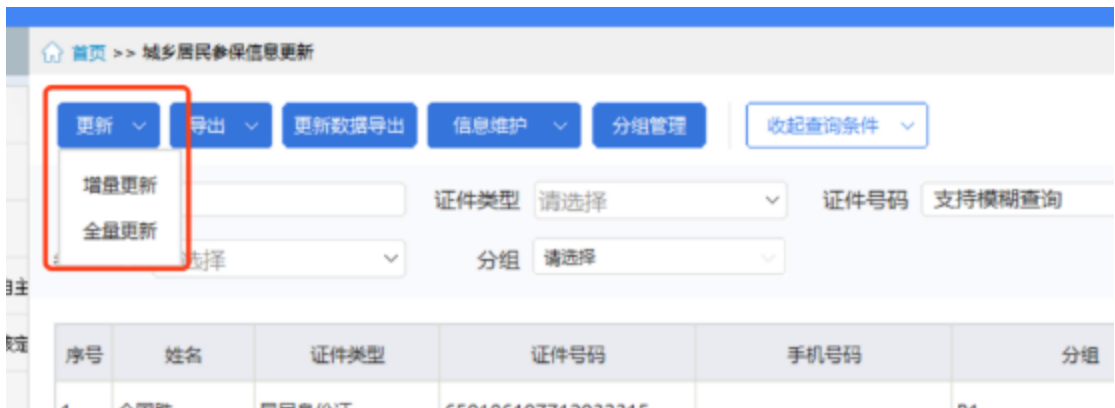 首页 >> 城乡居民参保信息更新
更新 导出 更新数据导出 信息维护 分组管理 收起查询条件
增量更新 证件类型 请选择 证件号码 支持模糊查询
全量更新 选择 分组 请选择
自主
核定
序号 姓名 证件类型 证件号码 手机号码 分组